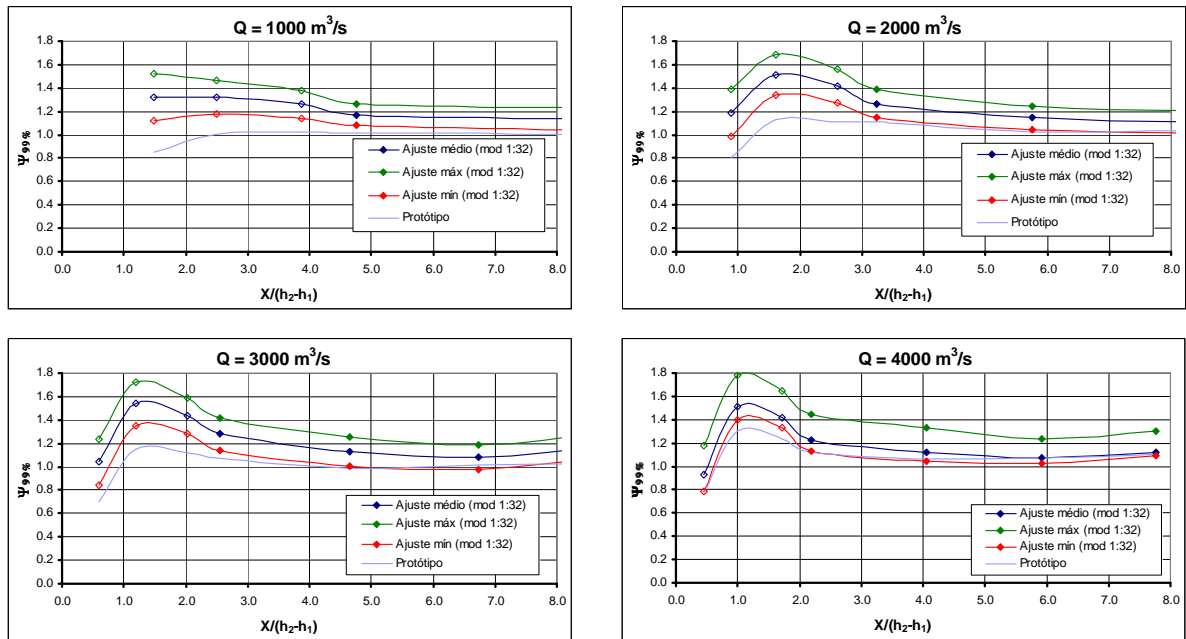 Q = 1000 m³/s
1.8
1.6
1.4
1.2
1.0
0.8
0.6
0.4
0.2
0.0
Ψ99%
Ajuste médio (mod 1:32)
Ajuste máx (mod 1:32)
Ajuste mín (mod 1:32)
Protótipo
0.0 1.0 2.0 3.0 4.0 5.0 6.0 7.0 8.0
X/(h₂-h₁)
Q = 2000 m³/s
1.8
1.6
1.4
1.2
1.0
0.8
0.6
0.4
0.2
0.0
Ψ99%
Ajuste médio (mod 1:32)
Ajuste máx (mod 1:32)
Ajuste mín (mod 1:32)
Protótipo
0.0 1.0 2.0 3.0 4.0 5.0 6.0 7.0 8.0
X/(h₂-h₁)
Q = 3000 m³/s
1.8
1.6
1.4
1.2
1.0
0.8
0.6
0.4
0.2
0.0
Ψ99%
Ajuste médio (mod 1:32)
Ajuste máx (mod 1:32)
Ajuste mín (mod 1:32)
Protótipo
0.0 1.0 2.0 3.0 4.0 5.0 6.0 7.0 8.0
X/(h₂-h₁)
Q = 4000 m³/s
1.8
1.6
1.4
1.2
1.0
0.8
0.6
0.4
0.2
0.0
Ψ99%
Ajuste médio (mod 1:32)
Ajuste máx (mod 1:32)
Ajuste mín (mod 1:32)
Protótipo
0.0 1.0 2.0 3.0 4.0 5.0 6.0 7.0 8.0
X/(h₂-h₁)